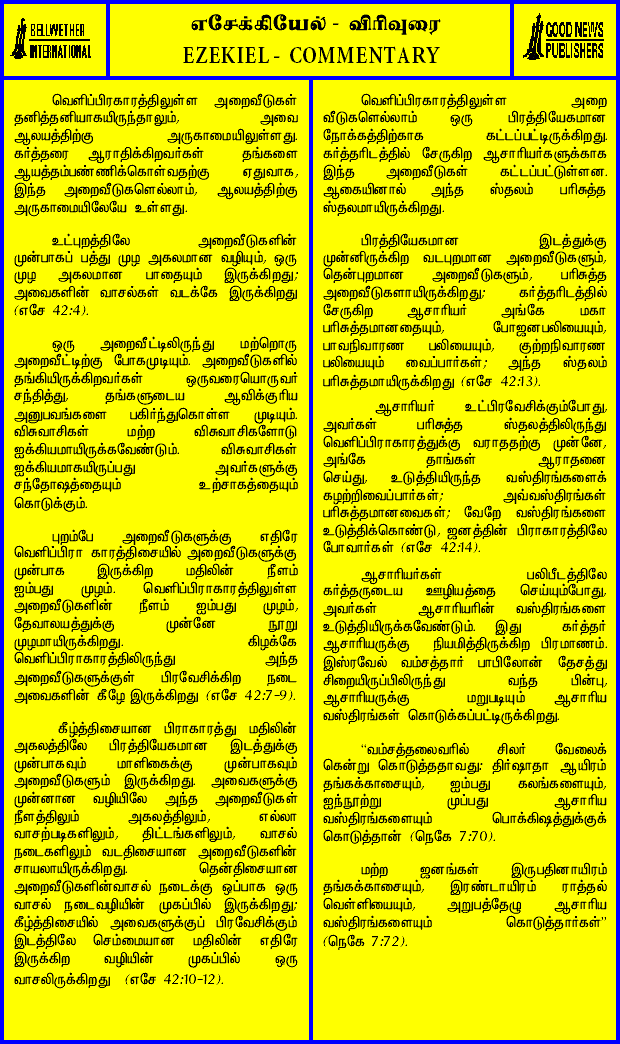 BELLWETHER
INTERNATIONAL
எசேக்கியேல் - விரிவுரை
EZEKIEL - COMMENTARY
GOOD NEWS
PUBLISHERS
வெளிப்பிரகாரத்திலுள்ள அறைவீடுகள்
தனித்தனியாகயிருந்தாலும், அவை
ஆலயத்திற்கு அருகாமையிலுள்ளது.
கர்த்தரை ஆராதிக்கிறவர்கள் தங்களை
ஆயத்தம்பண்ணிக்கொள்வதற்கு ஏதுவாக,
இந்த அறைவீடுகளெல்லாம், ஆலயத்திற்கு
அருகாமையிலேயே உள்ளது.
உட்புறத்திலே அறைவீடுகளின்
முன்பாகப் பத்து முழ அகலமான வழியும், ஒரு
முழ அகலமான பாதையும் இருக்கிறது;
அவைகளின் வாசல்கள் வடக்கே இருக்கிறது
(எசே 42:4).
ஒரு அறைவீட்டிலிருந்து மற்றொரு
அறைவீட்டிற்கு போகமுடியும். அறைவீடுகளில்
தங்கியிருக்கிறவர்கள் ஒருவரையொருவர்
சந்தித்து, தங்களுடைய ஆவிக்குரிய
அனுபவங்களை பகிர்ந்துகொள்ள முடியும்.
விசுவாசிகள் மற்ற விசுவாசிகளோடு
ஐக்கியமாயிருக்கவேண்டும். விசுவாசிகள்
ஐக்கியமாகயிருப்பது அவர்களுக்கு
சந்தோஷத்தையும் உற்சாகத்தையும்
கொடுக்கும்.
புறம்பே அறைவீடுகளுக்கு எதிரே
வெளிப்பிரா காரத்திசையில் அறைவீடுகளுக்கு
முன்பாக இருக்கிற மதிலின் நீளம்
ஐம்பது முழம். வெளிப்பிராகாரத்திலுள்ள
அறைவீடுகளின் நீளம் ஐம்பது முழம்,
தேவாலயத்துக்கு முன்னே நூறு
முழமாயிருக்கிறது. கிழக்கே
வெளிப்பிராகாரத்திலிருந்து அந்த
அறைவீடுகளுக்குள் பிரவேசிக்கிற நடை
அவைகளின் கீழே இருக்கிறது (எசே 42:7-9).
கீழ்த்திசையான பிராகாரத்து மதிலின்
அகலத்திலே பிரத்தியேகமான இடத்துக்கு
முன்பாகவும் மாளிகைக்கு முன்பாகவும்
அறைவீடுகளும் இருக்கிறது. அவைகளுக்கு
முன்னான வழியிலே அந்த அறைவீடுகள்
நீளத்திலும் அகலத்திலும், எல்லா
வாசற்படிகளிலும், திட்டங்களிலும், வாசல்
நடைகளிலும் வடதிசையான அறைவீடுகளின்
சாயலாயிருக்கிறது. தென்திசையான
அறைவீடுகளின்வாசல் நடைக்கு ஒப்பாக ஒரு
வாசல் நடைவழியின் முகப்பில் இருக்கிறது;
கீழ்த்திசையில் அவைகளுக்குப் பிரவேசிக்கும்
இடத்திலே செம்மையான மதிலின் எதிரே
இருக்கிற வழியின் முகப்பில் ஒரு
வாசலிருக்கிறது (எசே 42:10-12).
வெளிப்பிரகாரத்திலுள்ள அறை
வீடுகளெல்லாம் ஒரு பிரத்தியேகமான
நோக்கத்திற்காக கட்டப்பட்டிருக்கிறது.
கர்த்தரிடத்தில் சேருகிற ஆசாரியர்களுக்காக
இந்த அறைவீடுகள் கட்டப்பட்டுள்ளன.
ஆகையினால் அந்த ஸ்தலம் பரிசுத்த
ஸ்தலமாயிருக்கிறது.
பிரத்தியேகமான இடத்துக்கு
முன்னிருக்கிற வடபுறமான அறைவீடுகளும்,
தென்புறமான அறைவீடுகளும், பரிசுத்த
அறைவீடுகளாயிருக்கிறது; கர்த்தரிடத்தில்
சேருகிற ஆசாரியர் அங்கே மகா
பரிசுத்தமானதையும், போஜனபலியையும்,
பாவநிவாரண பலியையும், குற்றநிவாரண
பலியையும் வைப்பார்கள்; அந்த ஸ்தலம்
பரிசுத்தமாயிருக்கிறது (எசே 42:13).
ஆசாரியர் உட்பிரவேசிக்கும்போது,
அவர்கள் பரிசுத்த ஸ்தலத்திலிருந்து
வெளிப்பிராகாரத்துக்கு வராததற்கு முன்னே,
அங்கே தாங்கள் ஆராதனை
செய்து, உடுத்தியிருந்த வஸ்திரங்களைக்
கழற்றிவைப்பார்கள்; அவ்வஸ்திரங்கள்
பரிசுத்தமானவைகள்; வேறே வஸ்திரங்களை
உடுத்திக்கொண்டு, ஜனத்தின் பிராகாரத்திலே
போவார்கள் (எசே 42:14).
ஆசாரியர்கள் பலிபீடத்திலே
கர்த்தருடைய ஊழியத்தை செய்யும்போது,
அவர்கள் ஆசாரியரின் வஸ்திரங்களை
உடுத்தியிருக்கவேண்டும். இது கர்த்தர்
ஆசாரியருக்கு நியமித்திருக்கிற பிரமாணம்.
இஸ்ரவேல் வம்சத்தார் பாபிலோன் தேசத்து
சிறையிருப்பிலிருந்து வந்த பின்பு,
ஆசாரியருக்கு மறுபடியும் ஆசாரிய
வஸ்திரங்கள் கொடுக்கப்பட்டிருக்கிறது.
"வம்சத்தலைவரில் சிலர் வேலைக்
கென்று கொடுத்ததாவது: திர்ஷாதா ஆயிரம்
தங்கக்காசையும், ஐம்பது கலங்களையும்,
ஐந்நூற்று முப்பது ஆசாரிய
வஸ்திரங்களையும் பொக்கிஷத்துக்குக்
கொடுத்தான் (நெகே 7:70).
மற்ற ஜனங்கள் இருபதினாயிரம்
தங்கக்காசையும், இரண்டாயிரம் ராத்தல்
வெள்ளியையும், அறுபத்தேழு ஆசாரிய
வஸ்திரங்களையும் கொடுத்தார்கள்"
(நெகே 7:72).